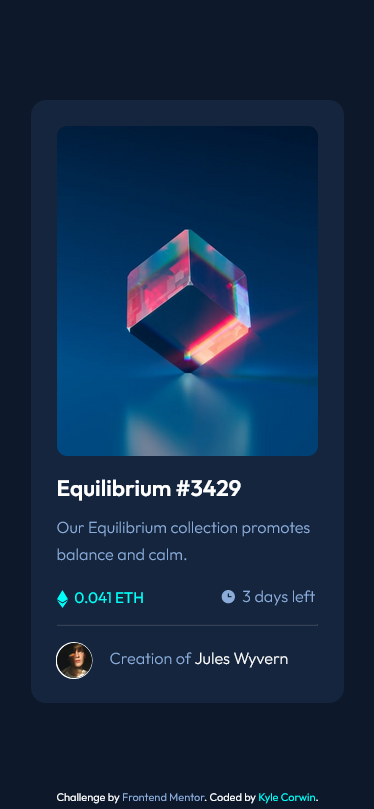 Equilibrium #3429
Our Equilibrium collection promotes
balance and calm.
0.041 ETH 3 days left
Creation of Jules Wyvern
Challenge by Frontend Mentor. Coded by Kyle Corwin.